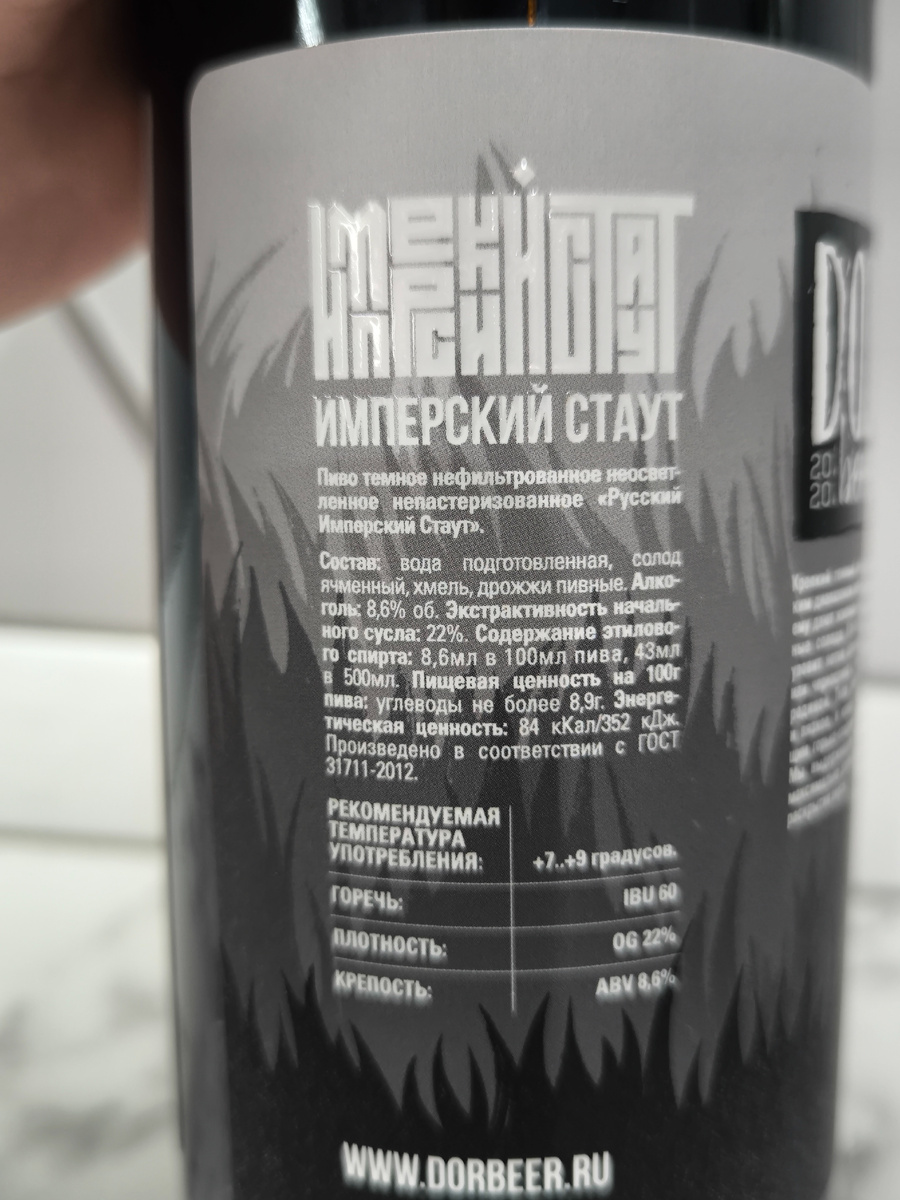 ИМПЕРСКИЙ СТАУТ
ИМПЕРСКИЙ СТАУТ
Пиво темное нефильтрованное неосвет-
ленное непастеризованное «Русский
Имперский Стаут».
Состав: вода подготовленная, солод
ячменный, хмель, дрожжи пивные. Алко-
голь: 8,6% об. Экстрактивность началь-
ного сусла: 22%. Содержание этилово-
го спирта: 8,6мл в 100мл пива, 43мл
в 500мл. Пищевая ценность на 100г
пива: углеводы не более 8,9г. Энерге-
тическая ценность: 84 кКал/352 кДж.
Произведено в соответствии с ГОСТ
31711-2012.
РЕКОМЕНДУЕМАЯ
ТЕМПЕРАТУРА
УПОТРЕБЛЕНИЯ: +7..+9 градусов.
ГОРЕЧЬ: IBU 60
ПЛОТНОСТЬ: OG 22%
КРЕПОСТЬ: ABV 8,6%
WWW.DORBEER.RU
20.
20.